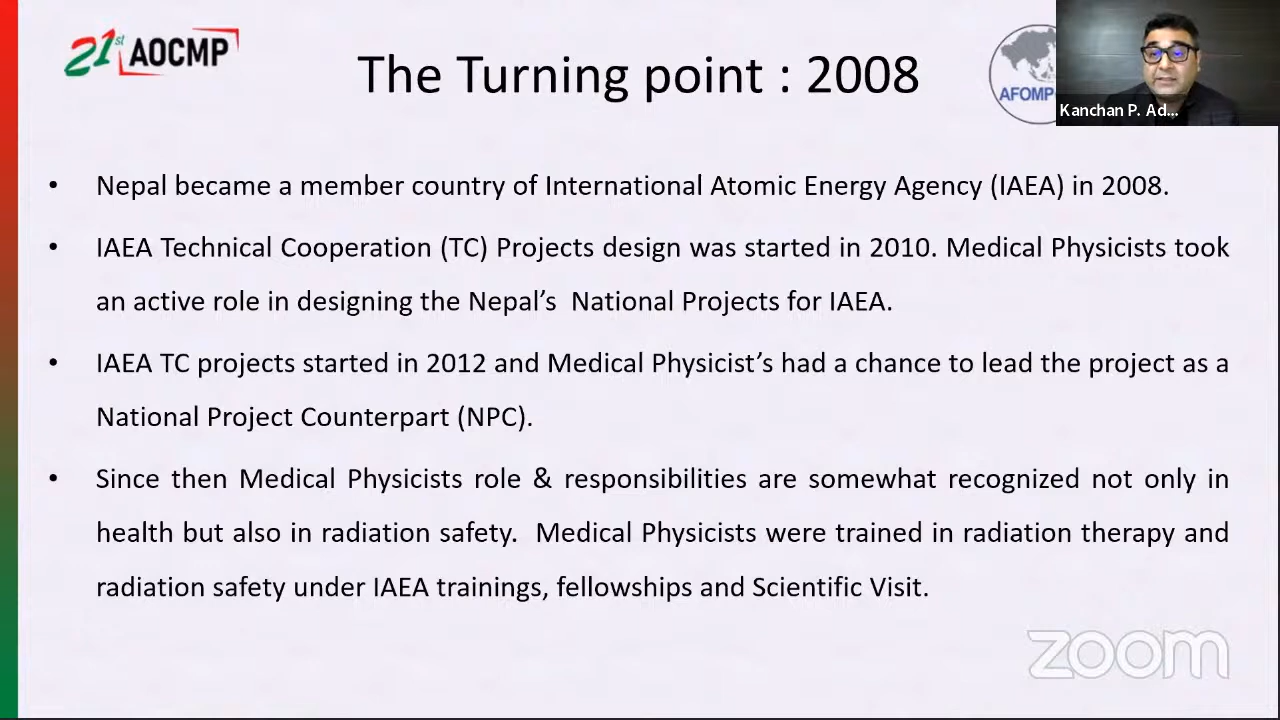 21st AOCMP
The Turning point : 2008
AFOMP
Kanchan P. Ad...
• Nepal became a member country of International Atomic Energy Agency (IAEA) in 2008.
• IAEA Technical Cooperation (TC) Projects design was started in 2010. Medical Physicists took
an active role in designing the Nepal’s National Projects for IAEA.
• IAEA TC projects started in 2012 and Medical Physicist’s had a chance to lead the project as a
National Project Counterpart (NPC).
• Since then Medical Physicists role & responsibilities are somewhat recognized not only in
health but also in radiation safety. Medical Physicists were trained in radiation therapy and
radiation safety under IAEA trainings, fellowships and Scientific Visit.
zoom